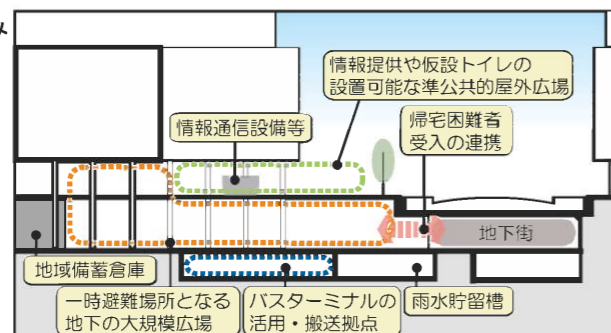 情報提供や仮設トイレの
設置可能な準公共的屋外広場
情報通信設備等
帰宅困難者
受入の連携
地下街
地域備蓄倉庫
一時避難場所となる
地下の大規模広場
バスターミナルの
活用・搬送拠点
雨水貯留槽